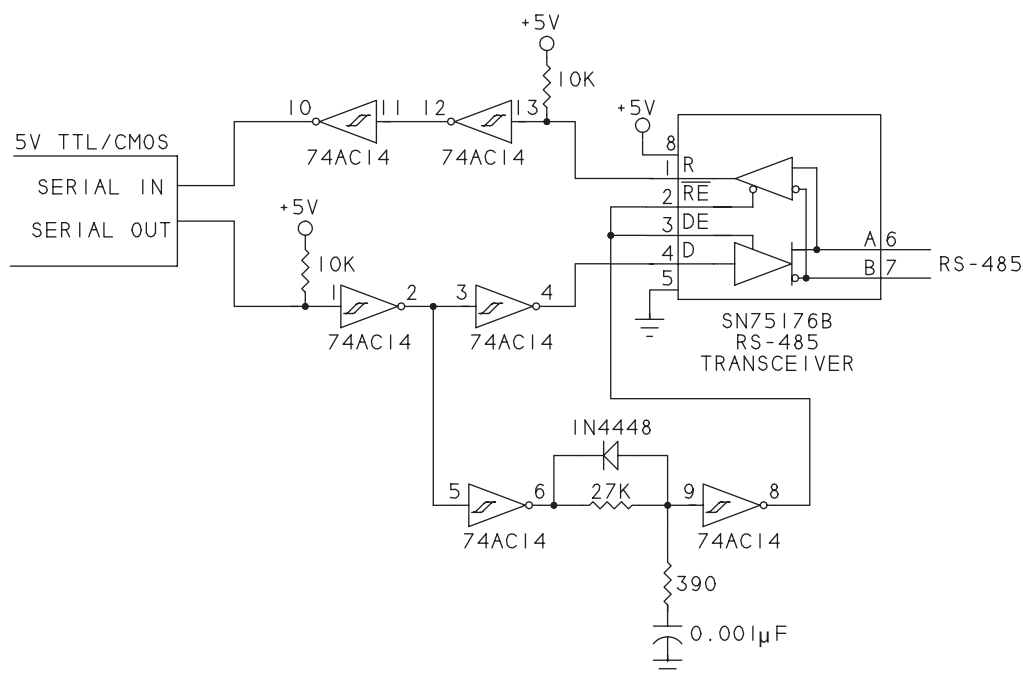 +5V
10K
10 11 12 13
+5V
5V TTL/CMOS
74AC14 74AC14
8
1 R
SERIAL IN
2 RE
+5V
3 DE
SERIAL OUT
A 6
4 D
10K
B 7
RS-485
5
1 2 3 4
74AC14 74AC14
SN75176B
RS-485
TRANSCEIVER
1N4448
5 6 27K 9 8
74AC14 74AC14
390
0.001µF